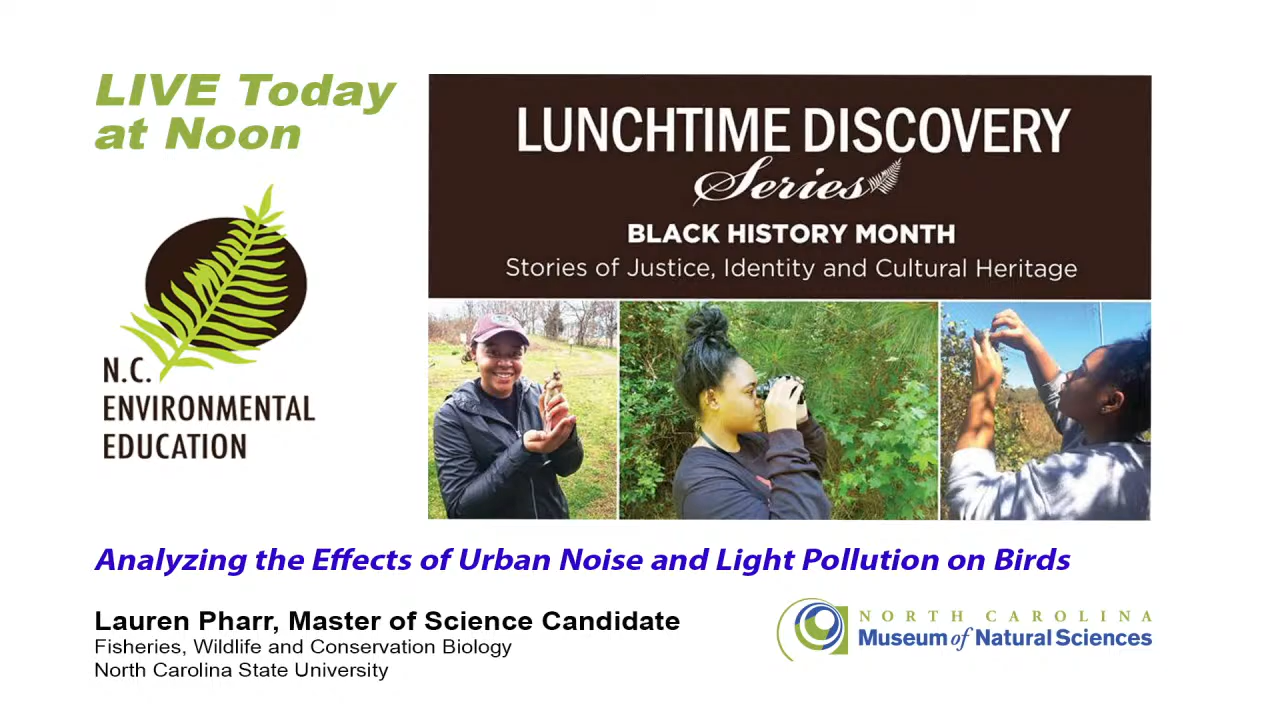 LIVE Today
at Noon
LUNCHTIME DISCOVERY
Series
BLACK HISTORY MONTH
Stories of Justice, Identity and Cultural Heritage
N.C.
ENVIRONMENTAL
EDUCATION
Analyzing the Effects of Urban Noise and Light Pollution on Birds
Lauren Pharr, Master of Science Candidate
Fisheries, Wildlife and Conservation Biology
North Carolina State University
NORTH CAROLINA
Museum of Natural Sciences